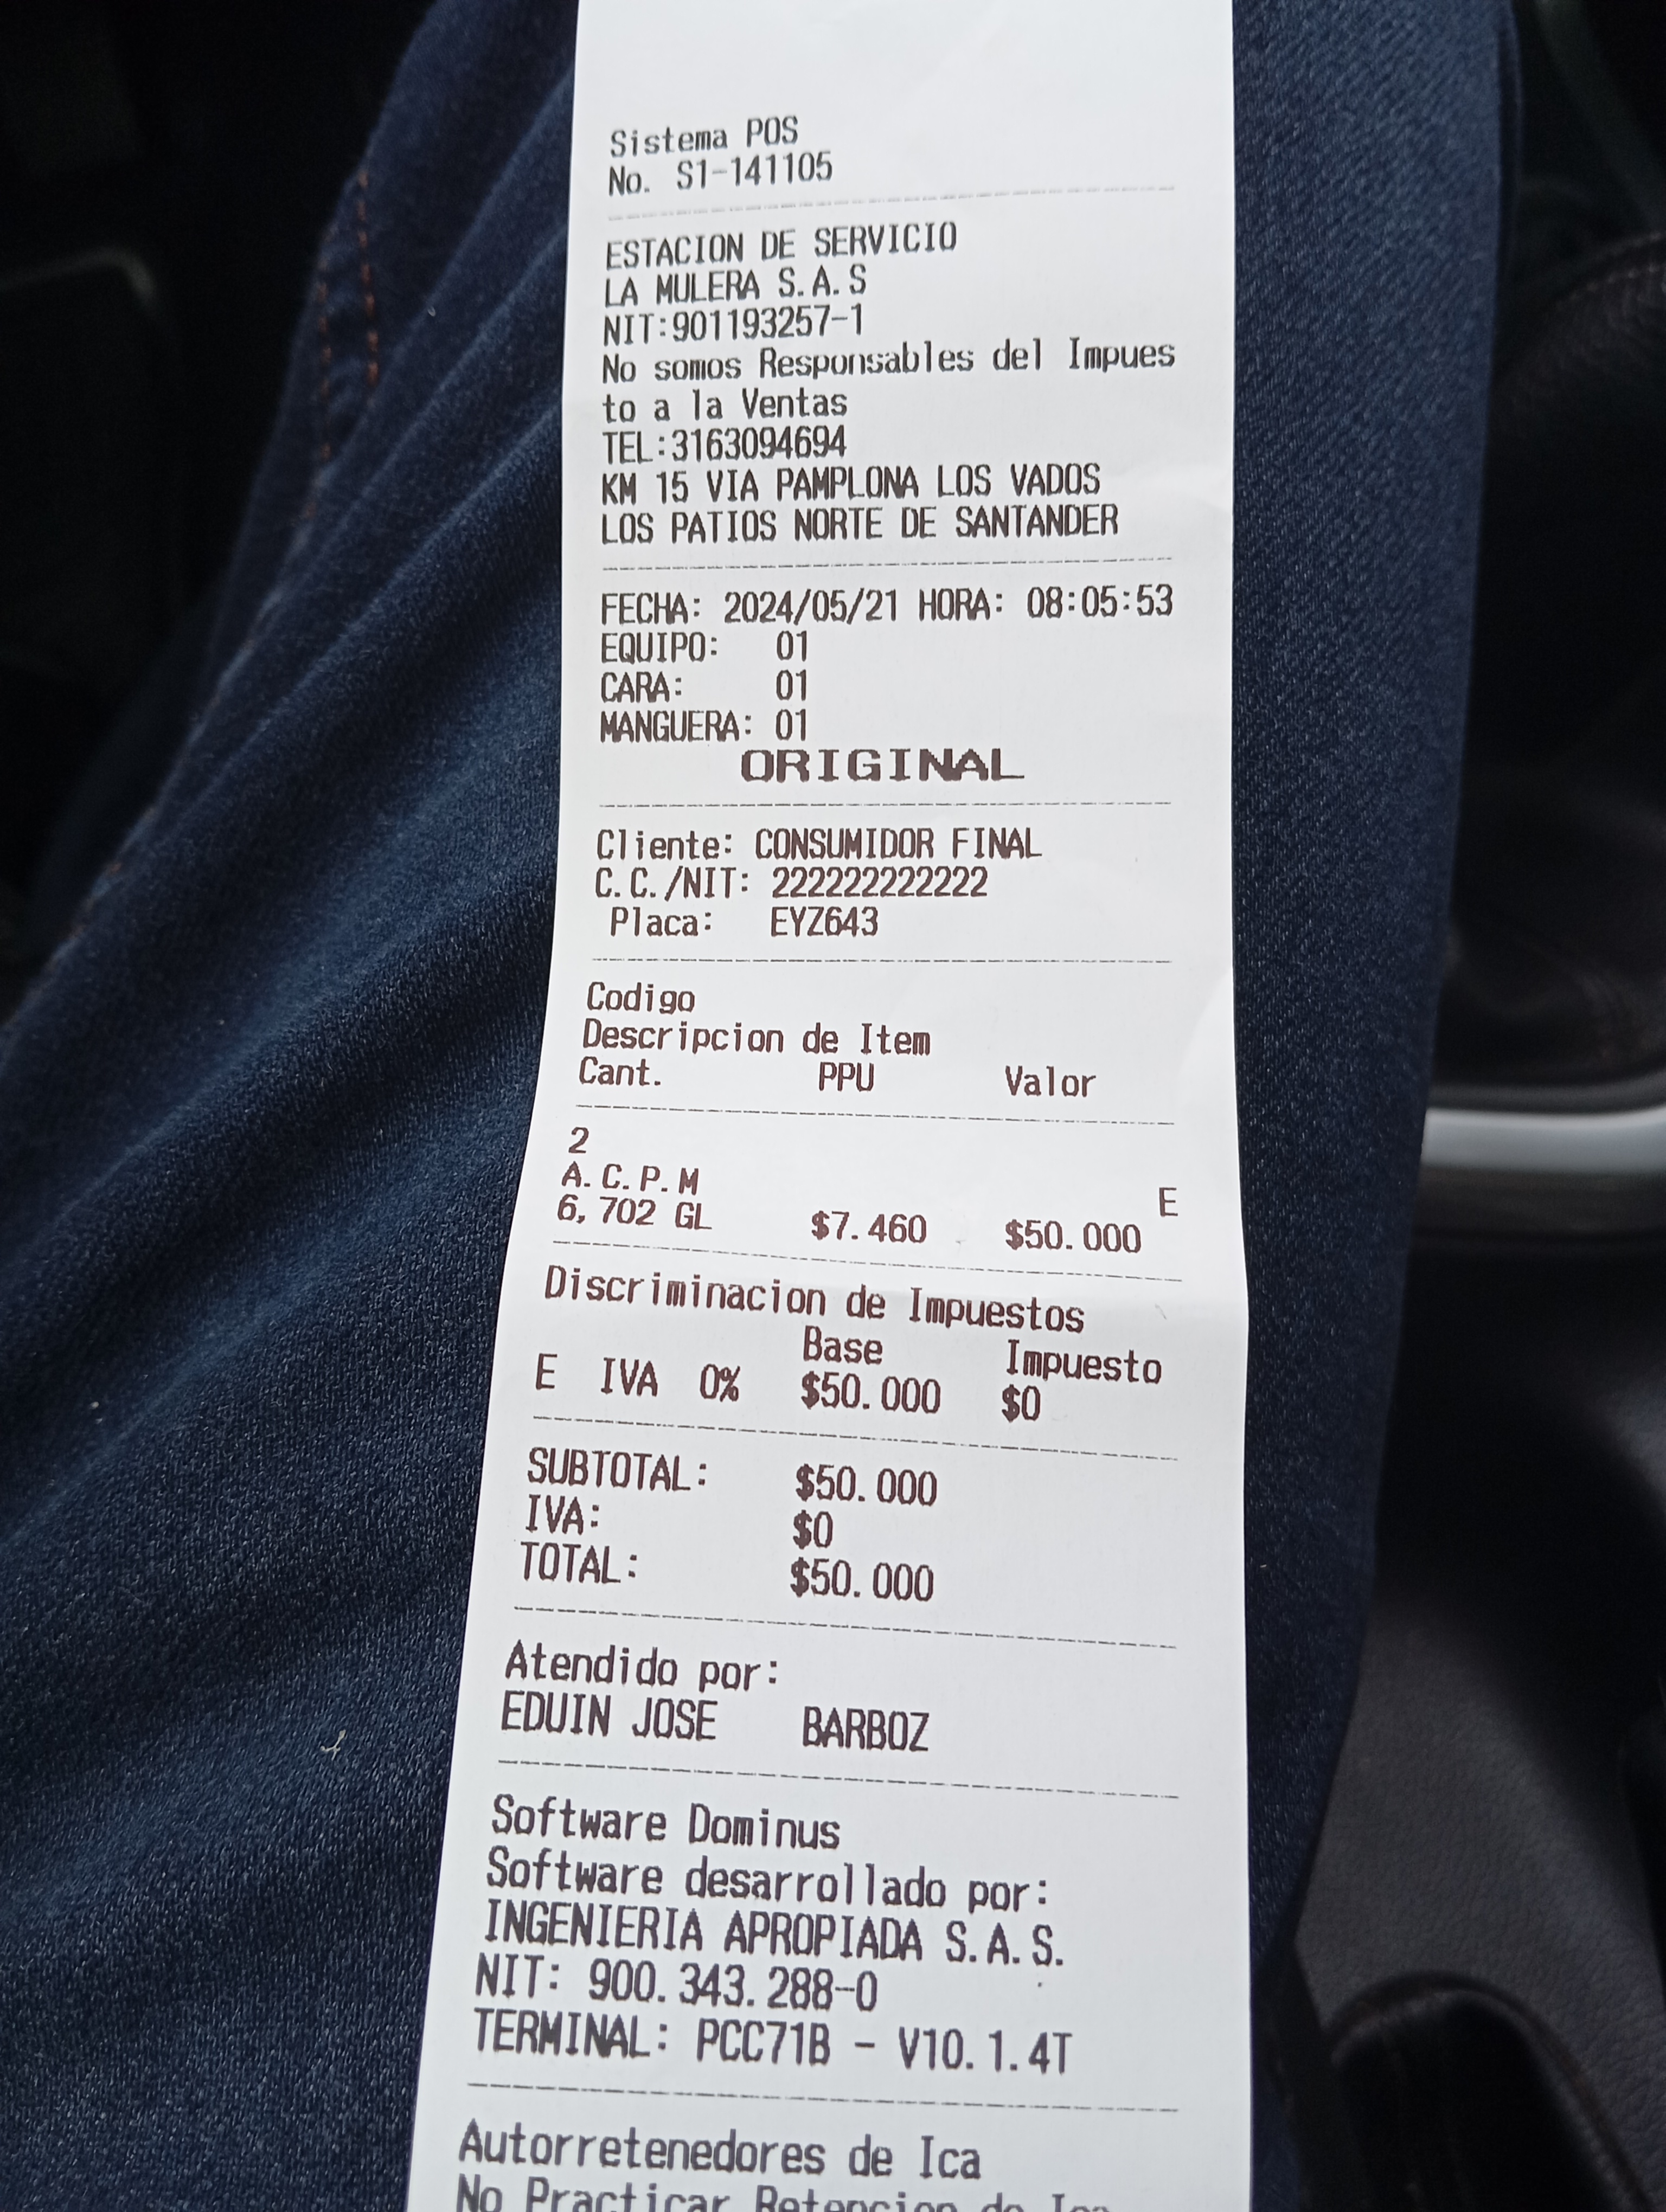 Sistema POS
No. S1-141105
ESTACION DE SERVICIO
LA MULERA S.A.S
NIT:901193257-1
No somos Responsables del Impues
to a la Ventas
TEL:3163094694
KM 15 VIA PAMPLONA LOS VADOS
LOS PATIOS NORTE DE SANTANDER
FECHA: 2024/05/21 HORA: 08:05:53
EQUIPO: 01
CARA: 01
MANGUERA: 01
ORIGINAL
Cliente: CONSUMIDOR FINAL
C.C./NIT: 222222222222
Placa: EYZ643
Codigo
Descripcion de Item
Cant. PPU Valor
2
A.C.P.M E
6,702 GL $7.460 $50.000
Discriminacion de Impuestos
Base Impuesto
E IVA 0% $50.000 $0
SUBTOTAL: $50.000
IVA: $0
TOTAL: $50.000
Atendido por:
EDUIN JOSE BARBOZ
Software Dominus
Software desarrollado por:
INGENIERIA APROPIADA S.A.S.
NIT: 900.343.288-0
TERMINAL: PCC71B - V10.1.4T
Autorretenedores de Ica
No Practicar Retencion de Ica